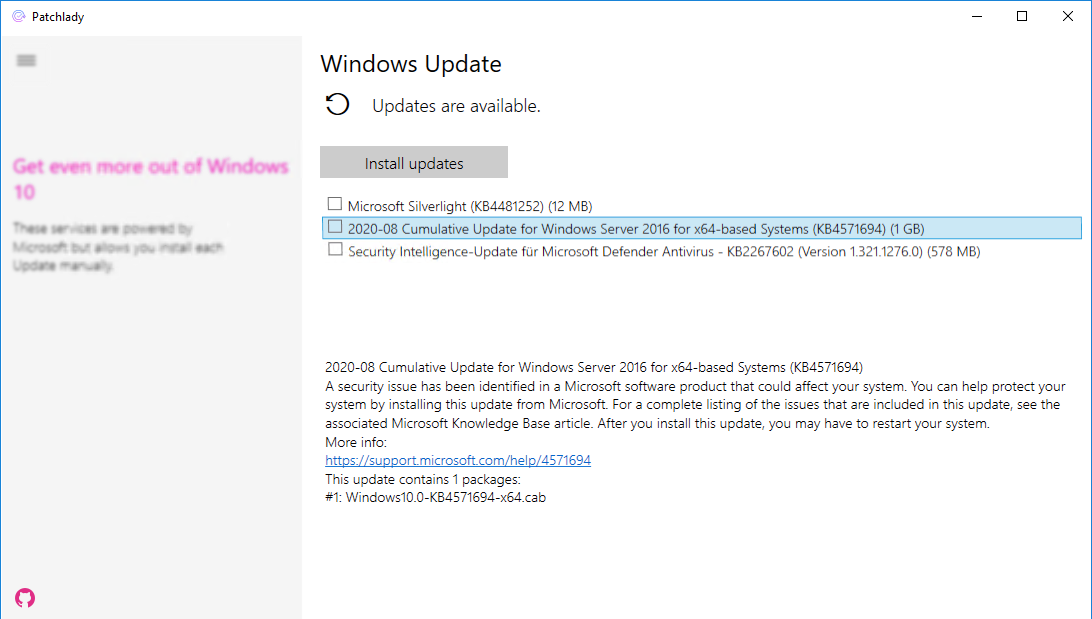 Patchlady
Windows Update
Updates are available.
Install updates
Get even more out of Windows
10
These services are powered by
Microsoft but allows you install each
Update manually.
Microsoft Silverlight (KB4481252) (12 MB)
2020-08 Cumulative Update for Windows Server 2016 for x64-based Systems (KB4571694) (1 GB)
Security Intelligence-Update für Microsoft Defender Antivirus - KB2267602 (Version 1.321.1276.0) (578 MB)
2020-08 Cumulative Update for Windows Server 2016 for x64-based Systems (KB4571694)
A security issue has been identified in a Microsoft software product that could affect your system. You can help protect your
system by installing this update from Microsoft. For a complete listing of the issues that are included in this update, see the
associated Microsoft Knowledge Base article. After you install this update, you may have to restart your system.
More info:
https://support.microsoft.com/help/4571694
This update contains 1 packages:
#1: Windows10.0-KB4571694-x64.cab